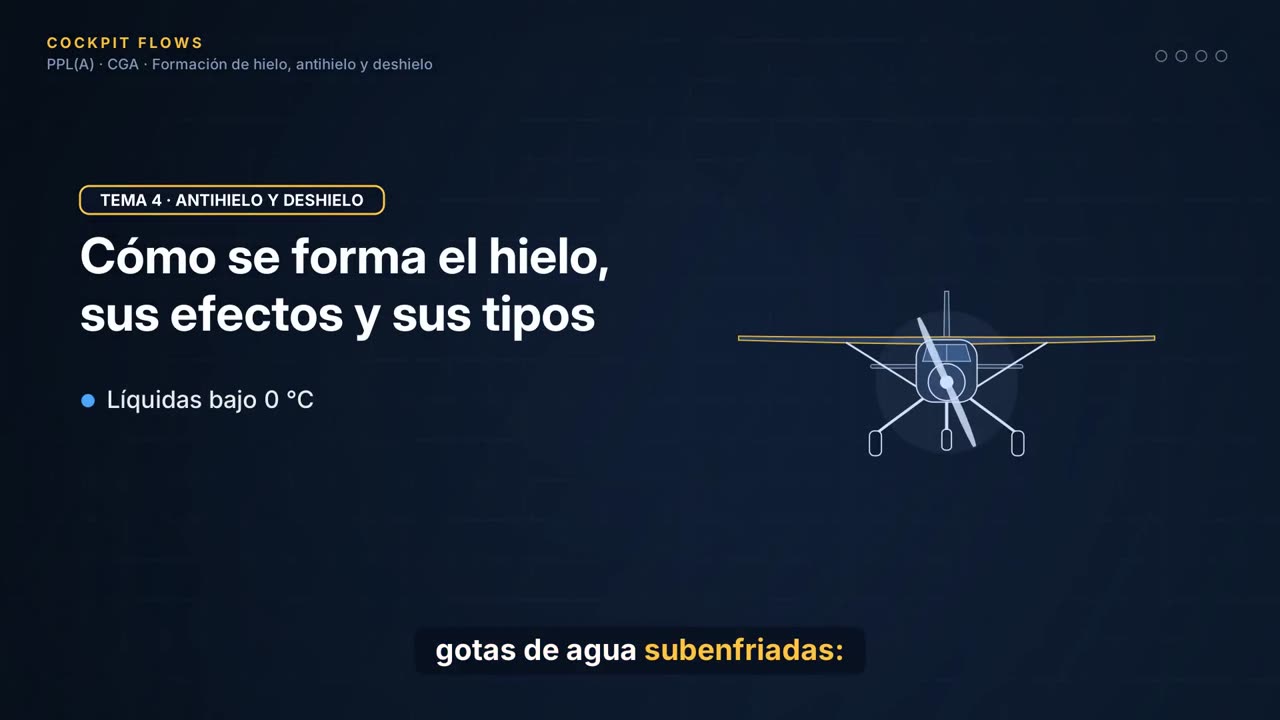 COCKPIT FLOWS
PPL(A) · CGA · Formación de hielo, antihielo y deshielo
TEMA 4 · ANTIHIELO Y DESHIELO
Cómo se forma el hielo,
sus efectos y sus tipos
Líquidas bajo 0 °C
gotas de agua subenfriadas: